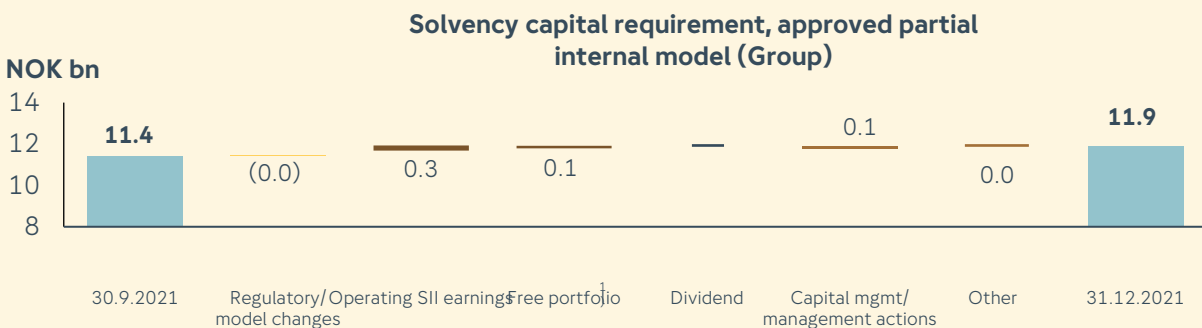 Solvency capital requirement, approved partial
internal model (Group)
NOK bn
14
12
10
8
11.4
(0.0)
0.3
0.1
0.1
0.0
11.9
30.9.2021
Regulatory/
model changes
Operating SII earnings
Free portfolio
1)
Dividend
Capital mgmt/
management actions
Other
31.12.2021